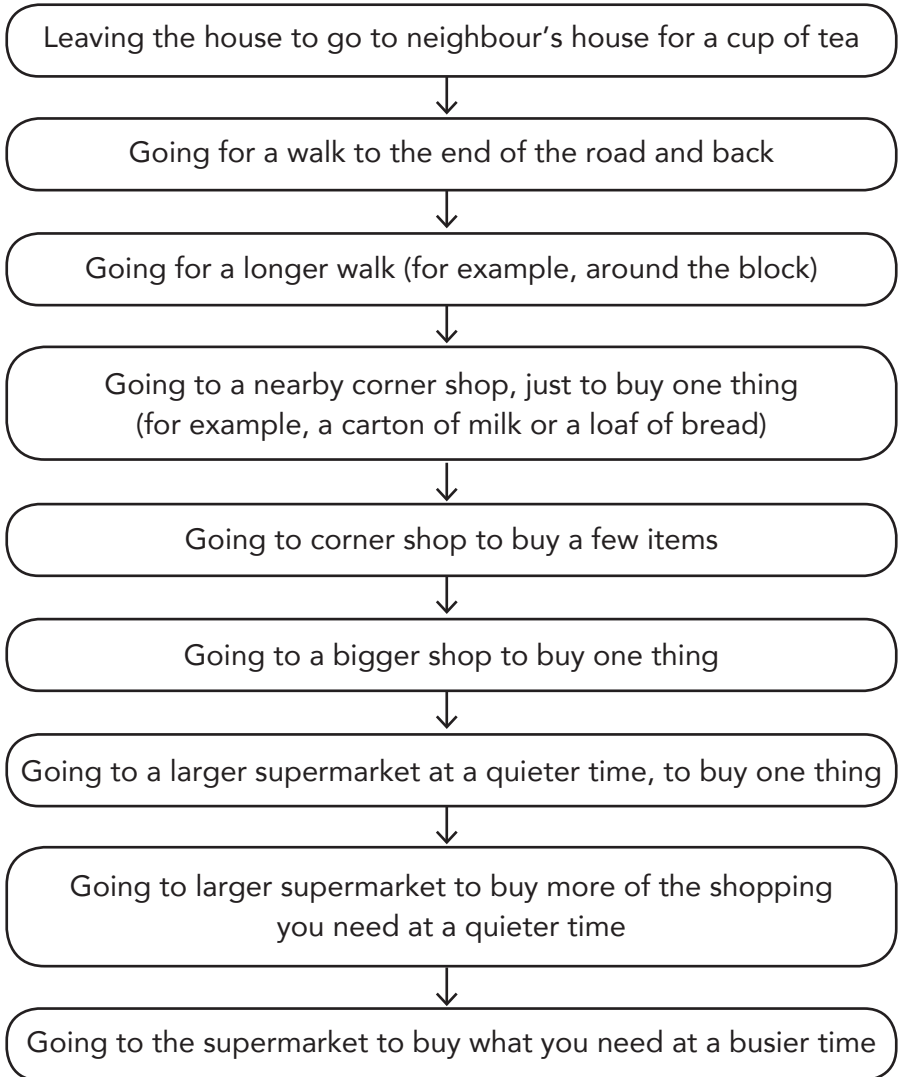 Leaving the house to go to neighbour’s house for a cup of tea
Going for a walk to the end of the road and back
Going for a longer walk (for example, around the block)
Going to a nearby corner shop, just to buy one thing
(for example, a carton of milk or a loaf of bread)
Going to corner shop to buy a few items
Going to a bigger shop to buy one thing
Going to a larger supermarket at a quieter time, to buy one thing
Going to larger supermarket to buy more of the shopping
you need at a quieter time
Going to the supermarket to buy what you need at a busier time